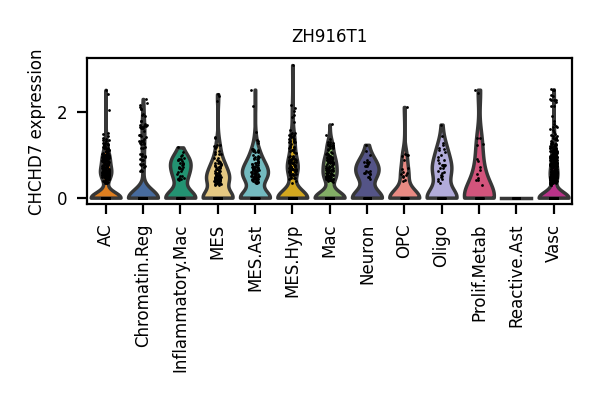 ZH916T1
CHCHD7 expression
2
0
AC
Chromatin.Reg
Inflammatory.Mac
MES
MES.Ast
MES.Hyp
Mac
Neuron
OPC
Oligo
Prolif.Metab
Reactive.Ast
Vasc